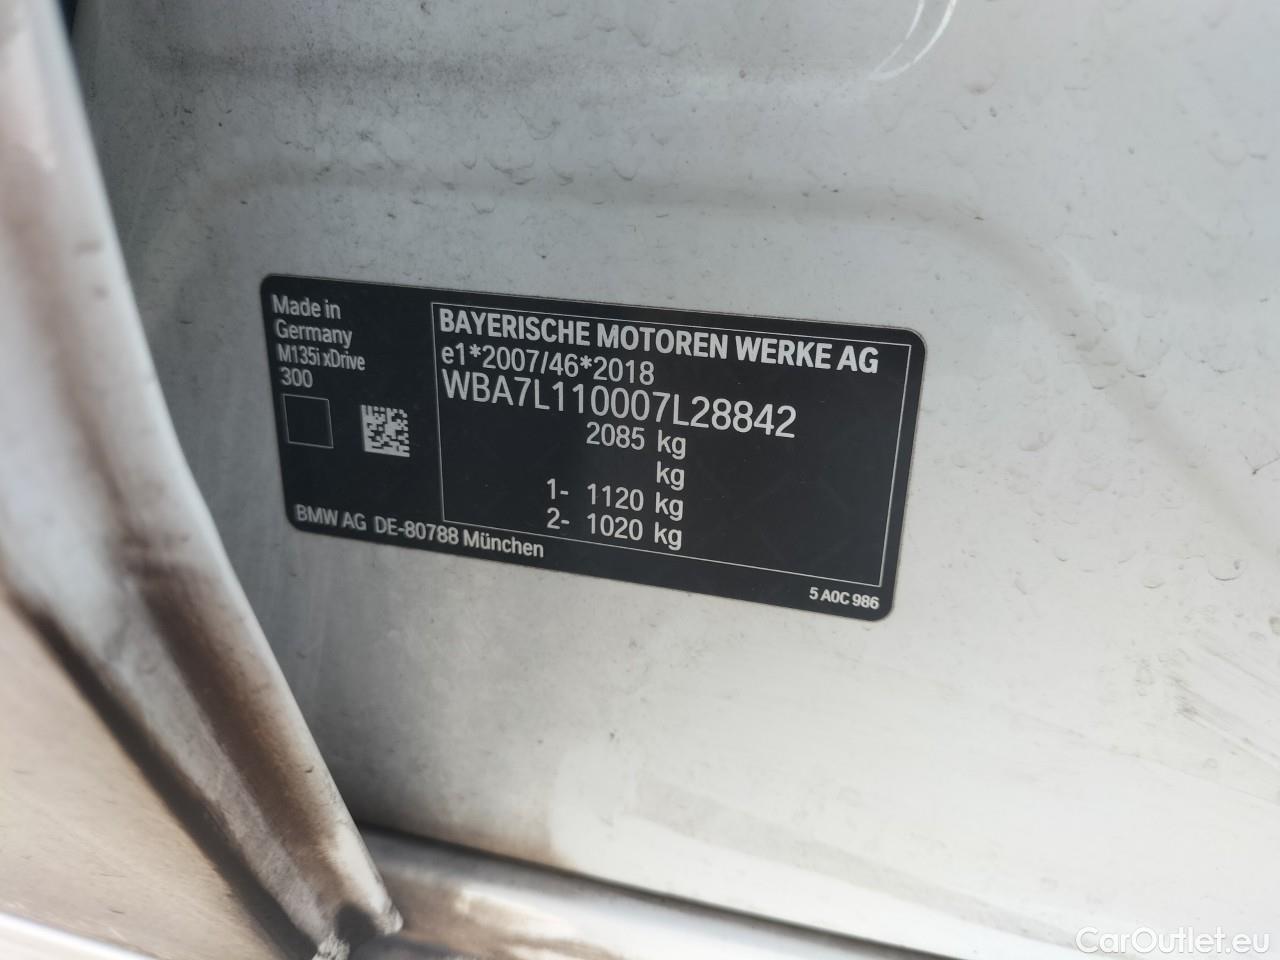 Made in
Germany
M135i xDrive
300
BAYERISCHE MOTOREN WERKE AG
e1*2007/46*2018
WBA7L110007L28842
2085 kg
kg
1- 1120 kg
2- 1020 kg
BMW AG DE-80788 München
5 A0C 986
CarOutlet.eu